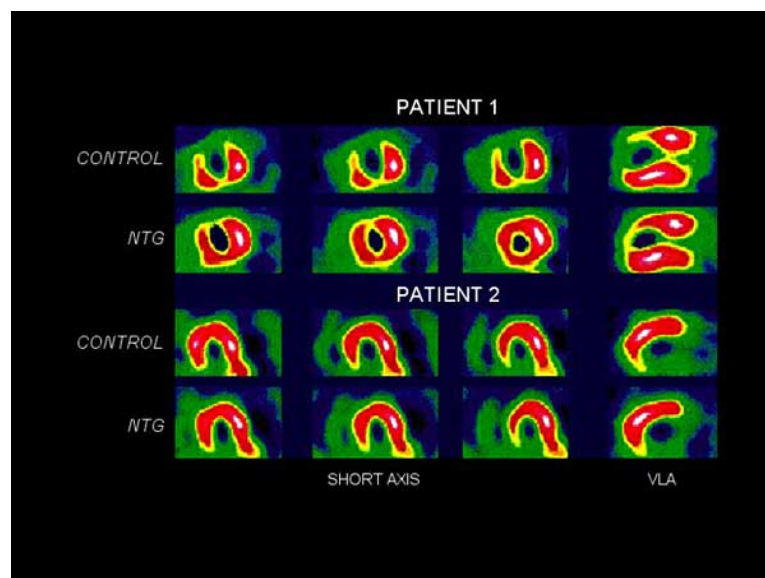 PATIENT 1
CONTROL
NTG
PATIENT 2
CONTROL
NTG
SHORT AXIS VLA